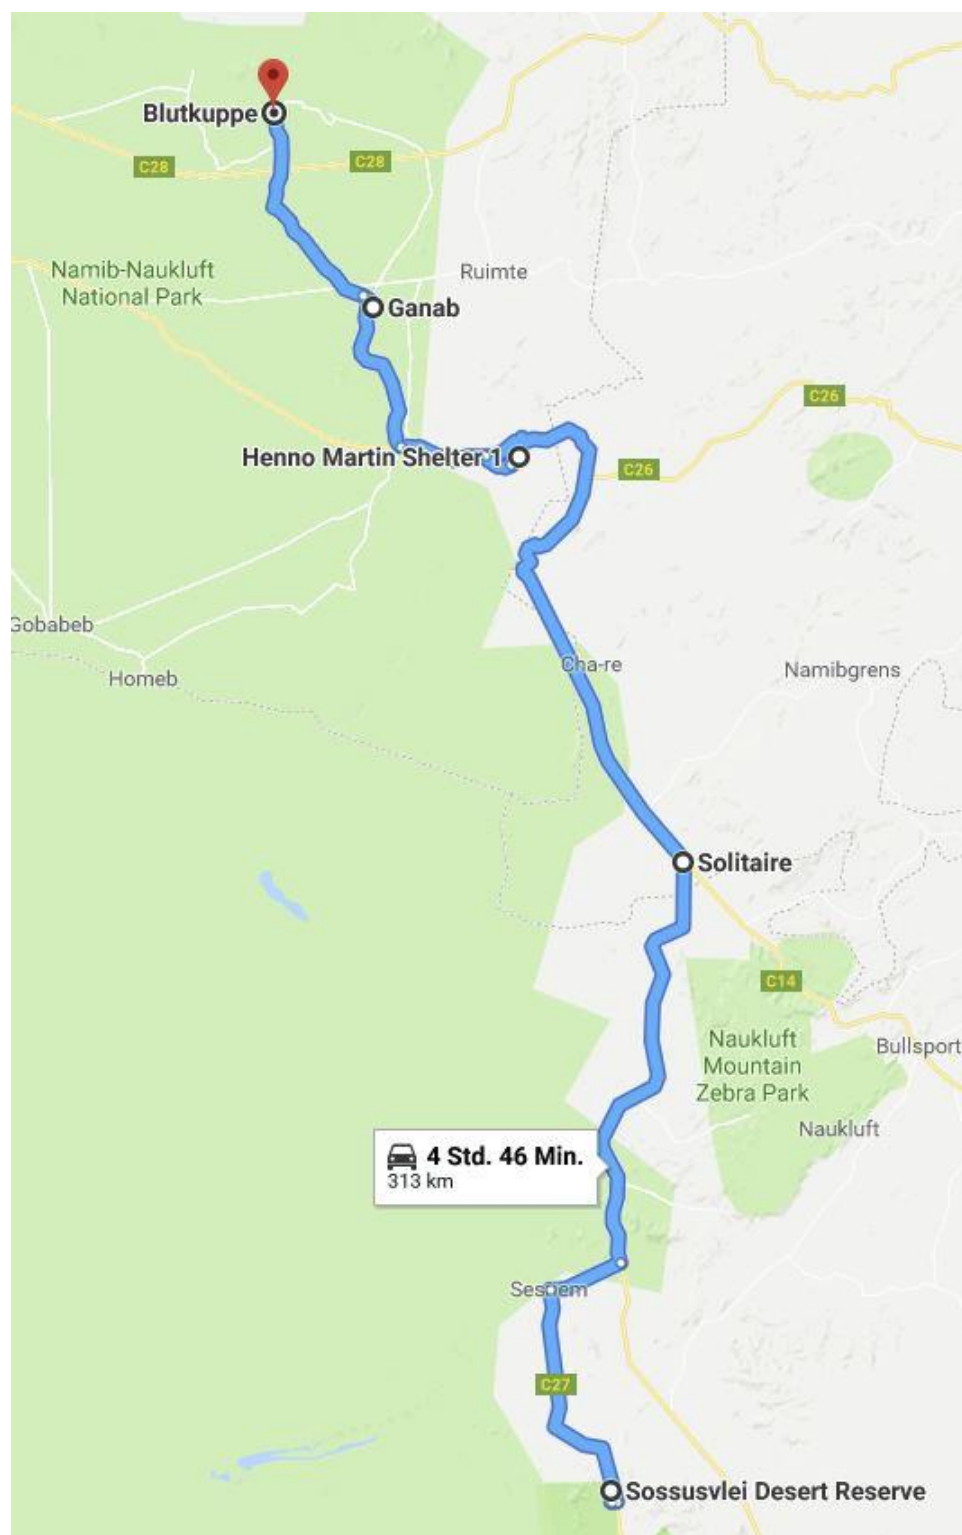 Blutkuppe
C28
C28
Namib-Naukluft
National Park
Ruimte
Ganab
C26
Henno Martin Shelter 1
C26
Gobabeb
Homeb
Cha-re
Namibgrens
Solitaire
C14
Naukluft
Mountain
Zebra Park
Bullsport
Naukluft
4 Std. 46 Min.
313 km
Sesriem
C27
Sossusvlei Desert Reserve